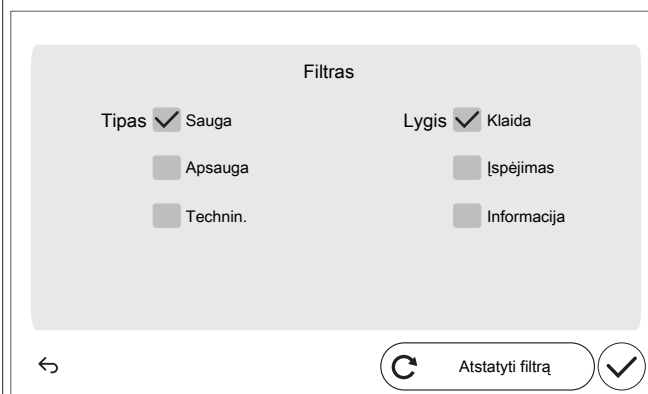 Filtras
Tipas Sauga Lygis Klaida
Apsauga Įspėjimas
Technin. Informacija
Atstatyti filtrą